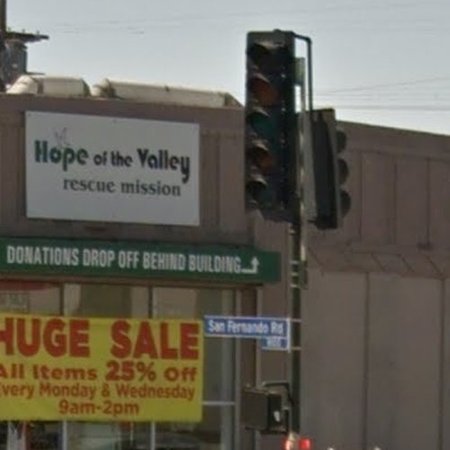 Hope of the Valley
rescue mission
DONATIONS DROP OFF BEHIND BUILDING
HUGE SALE
All Items 25% Off
Every Monday & Wednesday
9am-2pm
San Fernando Rd